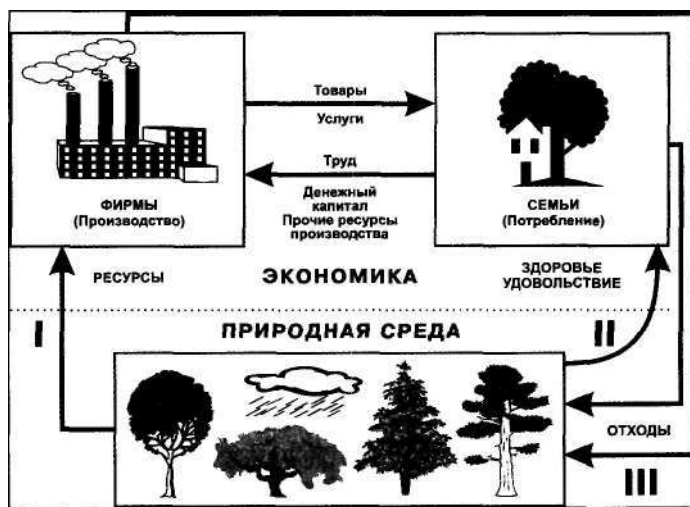 Товары
Услуги
Труд
Денежный
капитал
Прочие ресурсы
производства
ФИРМЫ
(Производство)
СЕМЬИ
(Потребление)
РЕСУРСЫ
ЭКОНОМИКА
ЗДОРОВЬЕ
УДОВОЛЬСТВИЕ
I
ПРИРОДНАЯ СРЕДА
II
ОТХОДЫ
III